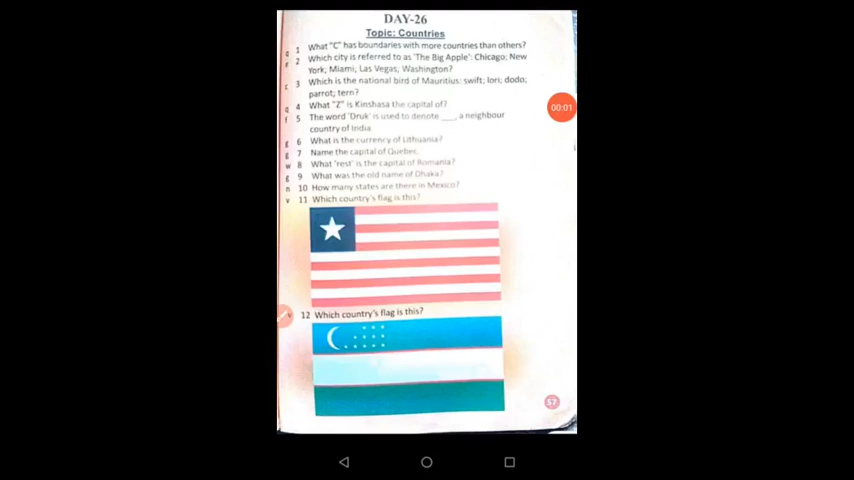 DAY-26
Topic: Countries
q 1 What "C" has boundaries with more countries than others?
e 2 Which city is referred to as 'The Big Apple': Chicago; New
York; Miami; Las Vegas; Washington?
c 3 Which is the national bird of Mauritius: swift; lori; dodo;
parrot; tern?
q 4 What "Z" is Kinshasa the capital of?
f 5 The word 'Druk' is used to denote ___, a neighbour
country of India
g 6 What is the currency of Lithuania?
g 7 Name the capital of Quebec.
w 8 What 'rest' is the capital of Romania?
g 9 What was the old name of Dhaka?
n 10 How many states are there in Mexico?
v 11 Which country's flag is this?
v 12 Which country's flag is this?
57
00:01